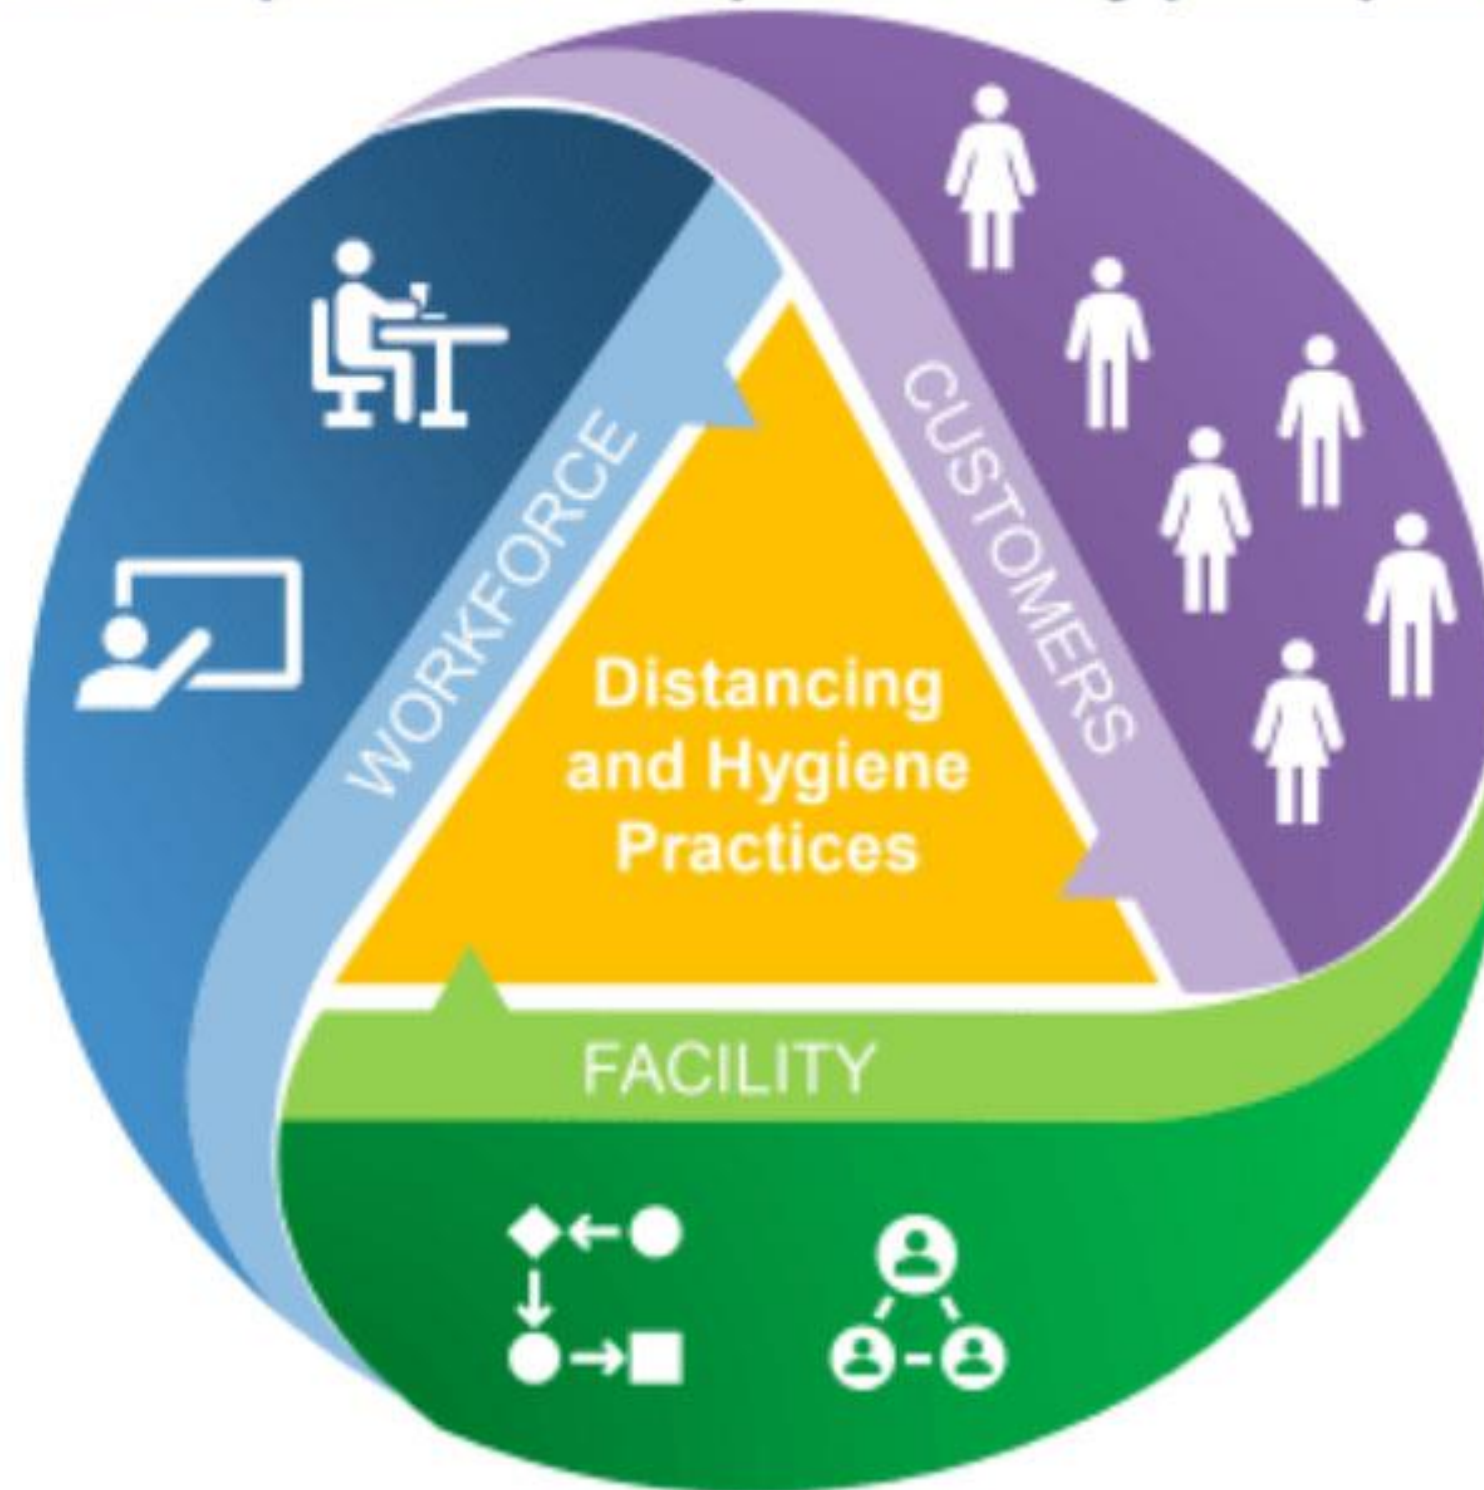 WORKFORCE
CUSTOMERS
Distancing
and Hygiene
Practices
FACILITY